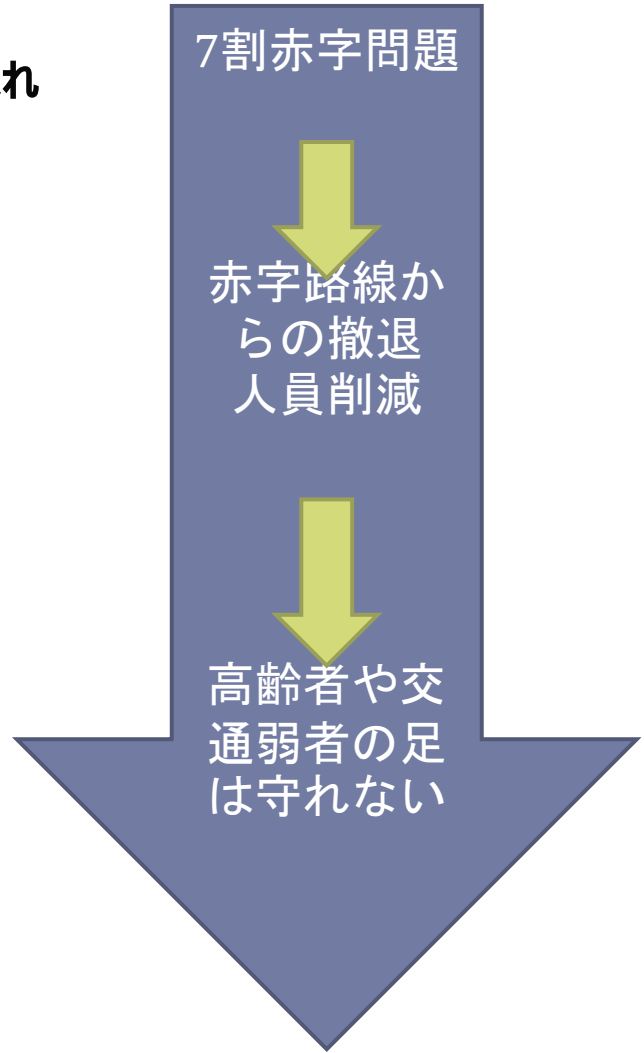 れ
7割赤字問題
赤字路線か
らの撤退
人員削減
高齢者や交
通弱者の足
は守れない